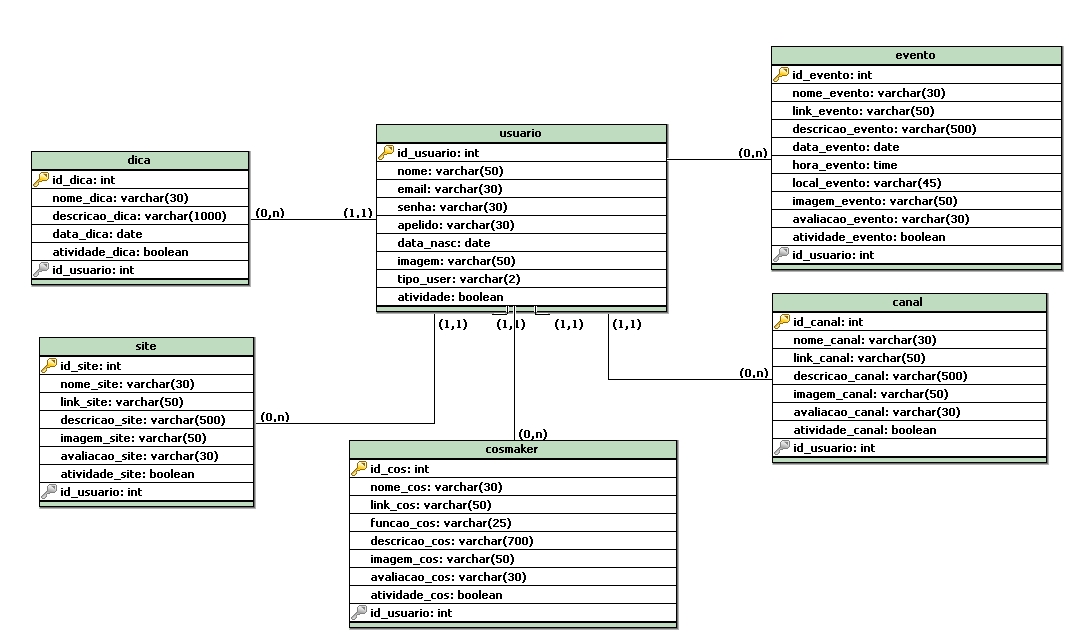 evento
id_evento: int
nome_evento: varchar(30)
link_evento: varchar(50)
descricao_evento: varchar(500)
data_evento: date
hora_evento: time
local_evento: varchar(45)
imagem_evento: varchar(50)
avaliacao_evento: varchar(30)
atividade_evento: boolean
id_usuario: int
usuario
id_usuario: int
nome: varchar(50)
email: varchar(30)
senha: varchar(30)
apelido: varchar(30)
data_nasc: date
imagem: varchar(50)
tipo_user: varchar(2)
atividade: boolean
(0,n)
dica
id_dica: int
nome_dica: varchar(30)
descricao_dica: varchar(1000)
data_dica: date
atividade_dica: boolean
id_usuario: int
(0,n)
(1,1)
(1,1)
(1,1)
(1,1)
(1,1)
canal
id_canal: int
nome_canal: varchar(30)
link_canal: varchar(50)
descricao_canal: varchar(500)
imagem_canal: varchar(50)
avaliacao_canal: varchar(30)
atividade_canal: boolean
id_usuario: int
(0,n)
site
id_site: int
nome_site: varchar(30)
link_site: varchar(50)
descricao_site: varchar(500)
imagem_site: varchar(50)
avaliacao_site: varchar(30)
atividade_site: boolean
id_usuario: int
(0,n)
(0,n)
cosmaker
id_cos: int
nome_cos: varchar(30)
link_cos: varchar(50)
funcao_cos: varchar(25)
descricao_cos: varchar(700)
imagem_cos: varchar(50)
avaliacao_cos: varchar(30)
atividade_cos: boolean
id_usuario: int